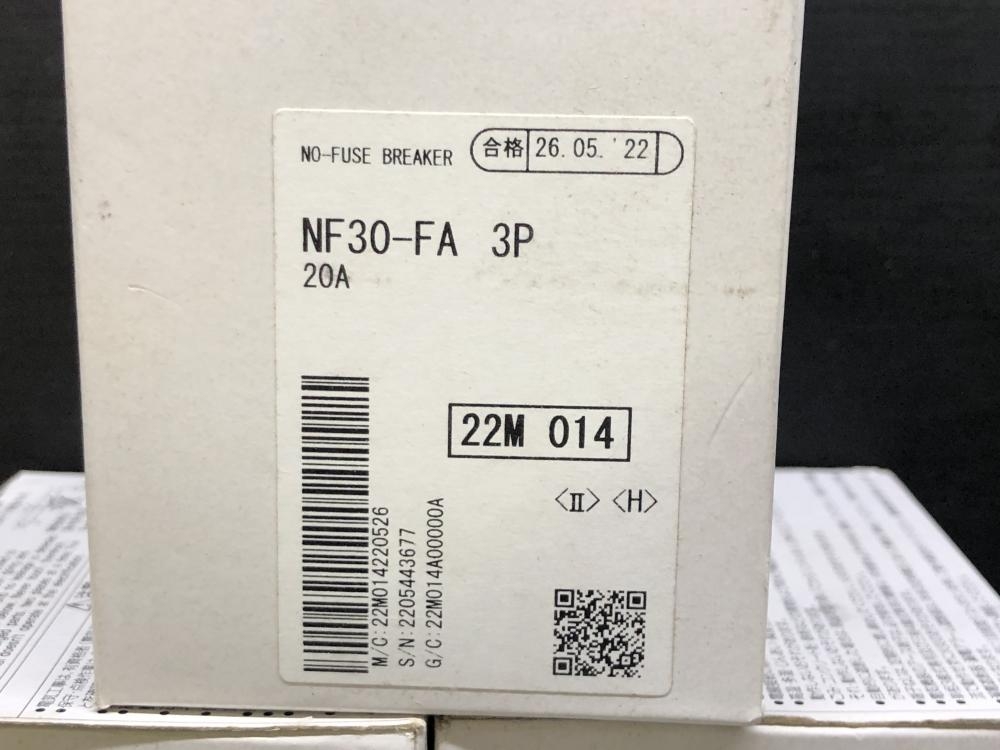 NO-FUSE BREAKER 合格 26.05.'22
NF30-FA 3P
20A
22M 014
〈Ⅱ〉〈H〉
M/C:22M014220526
S/N:2205443677
G/C:22M014A00000A